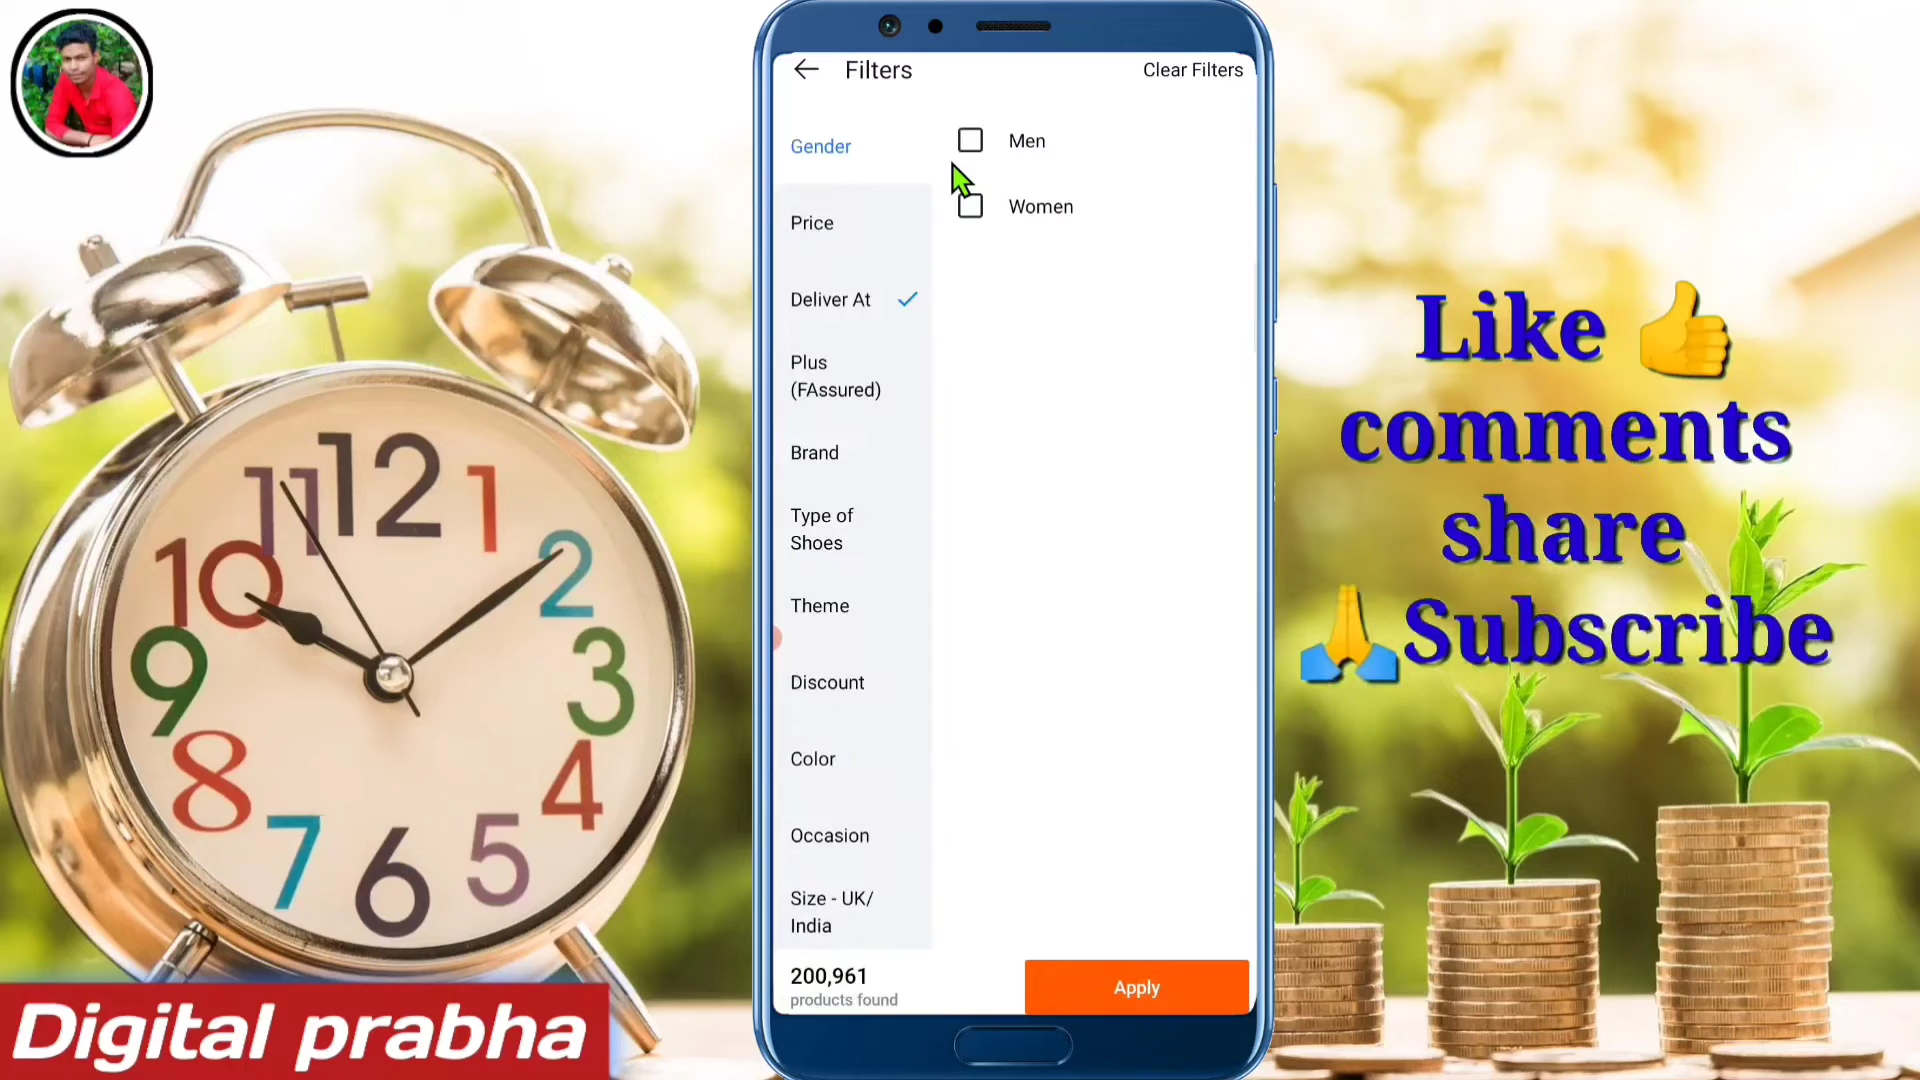 Filters
Clear Filters
Gender
Men
Women
Price
Deliver At
Plus
(FAssured)
Brand
Type of
Shoes
Theme
Discount
Color
Occasion
Size - UK/
India
200,961
products found
Apply
12
1
2
3
4
5
6
7
8
9
10
11
Like 👍
comments
share
🙏Subscribe
Digital prabha